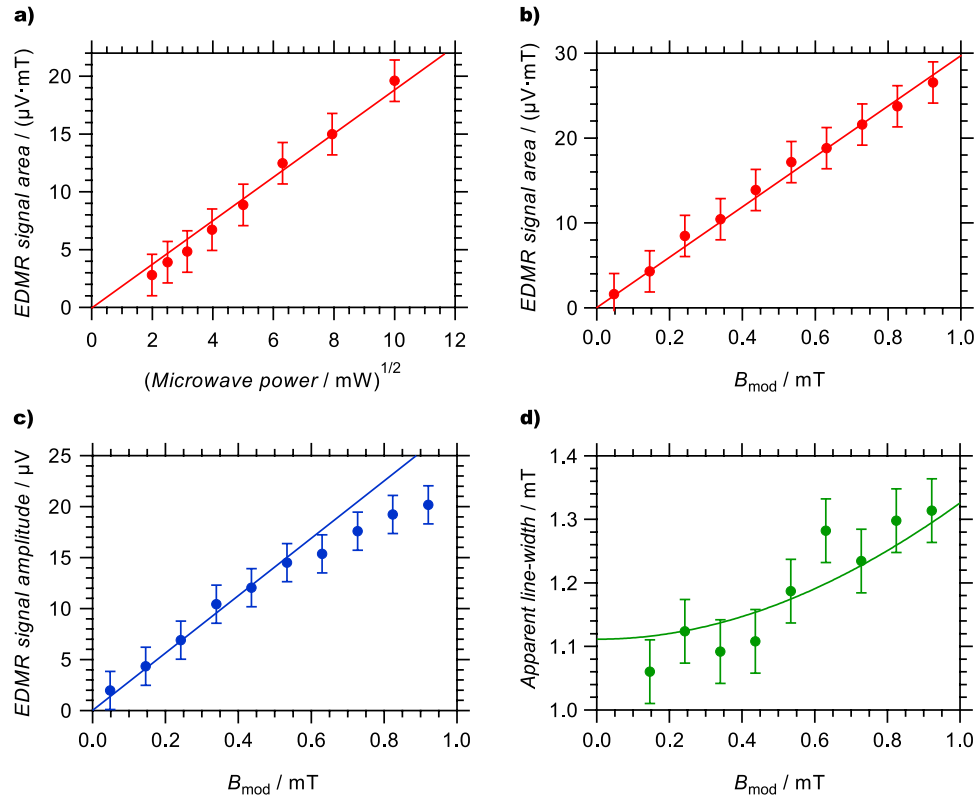 a)
EDMR signal area / (µV·mT)
20
15
10
5
0
0 2 4 6 8 10 12
(Microwave power / mW)1/2
b)
EDMR signal area / (µV·mT)
30
20
10
0
0.0 0.2 0.4 0.6 0.8 1.0
Bmod / mT
c)
EDMR signal amplitude / µV
25
20
15
10
5
0
0.0 0.2 0.4 0.6 0.8 1.0
Bmod / mT
d)
Apparent line-width / mT
1.4
1.3
1.2
1.1
1.0
0.0 0.2 0.4 0.6 0.8 1.0
Bmod / mT